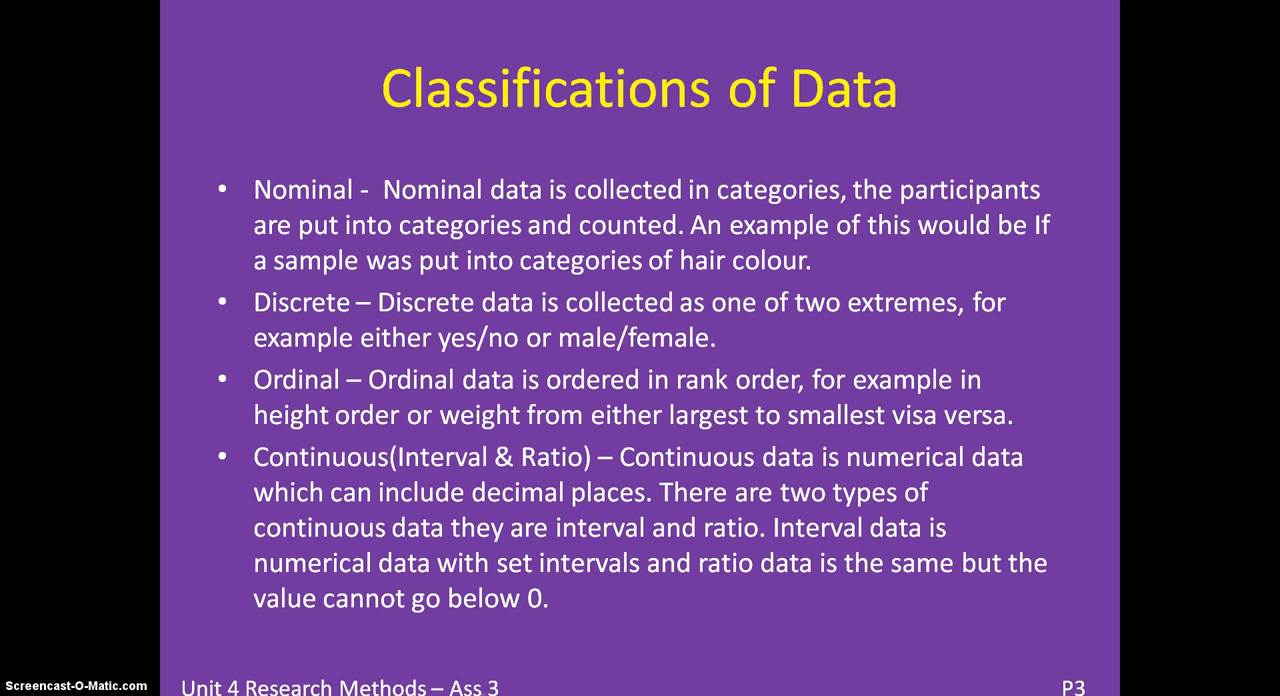 Classifications of Data
• Nominal -  Nominal data is collected in categories, the participants
are put into categories and counted. An example of this would be If
a sample was put into categories of hair colour.
• Discrete – Discrete data is collected as one of two extremes, for
example either yes/no or male/female.
• Ordinal – Ordinal data is ordered in rank order, for example in
height order or weight from either largest to smallest visa versa.
• Continuous(Interval & Ratio) – Continuous data is numerical data
which can include decimal places. There are two types of
continuous data they are interval and ratio. Interval data is
numerical data with set intervals and ratio data is the same but the
value cannot go below 0.
Screencast-O-Matic.com
Unit 4 Research Methods – Ass 3
P3